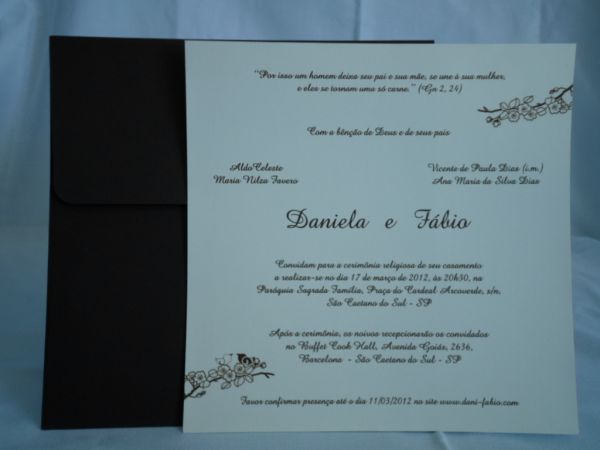 "Por isso um homem deixa seu pai e sua mãe, se une à sua mulher,
e eles se tornam uma só carne." (Gn 2, 24)
Com a bênção de Deus e de seus pais
Aldo Celeste
Maria Nilza Favero
Vicente de Paula Dias (i.m.)
Ana Maria da Silva Dias
Daniela e Fábio
Convidam para a cerimônia religiosa de seu casamento
a realizar-se no dia 17 de março de 2012, às 20h30, na
Paróquia Sagrada Família, Praça do Cardeal Arcoverde, s/n,
São Caetano do Sul - SP
Após a cerimônia, os noivos recepcionarão os convidados
no Buffet Cook Hall, Avenida Goiás, 2636,
Barcelona - São Caetano do Sul - SP
Favor confirmar presença até o dia 11/03/2012 no site www.dani-fabio.com